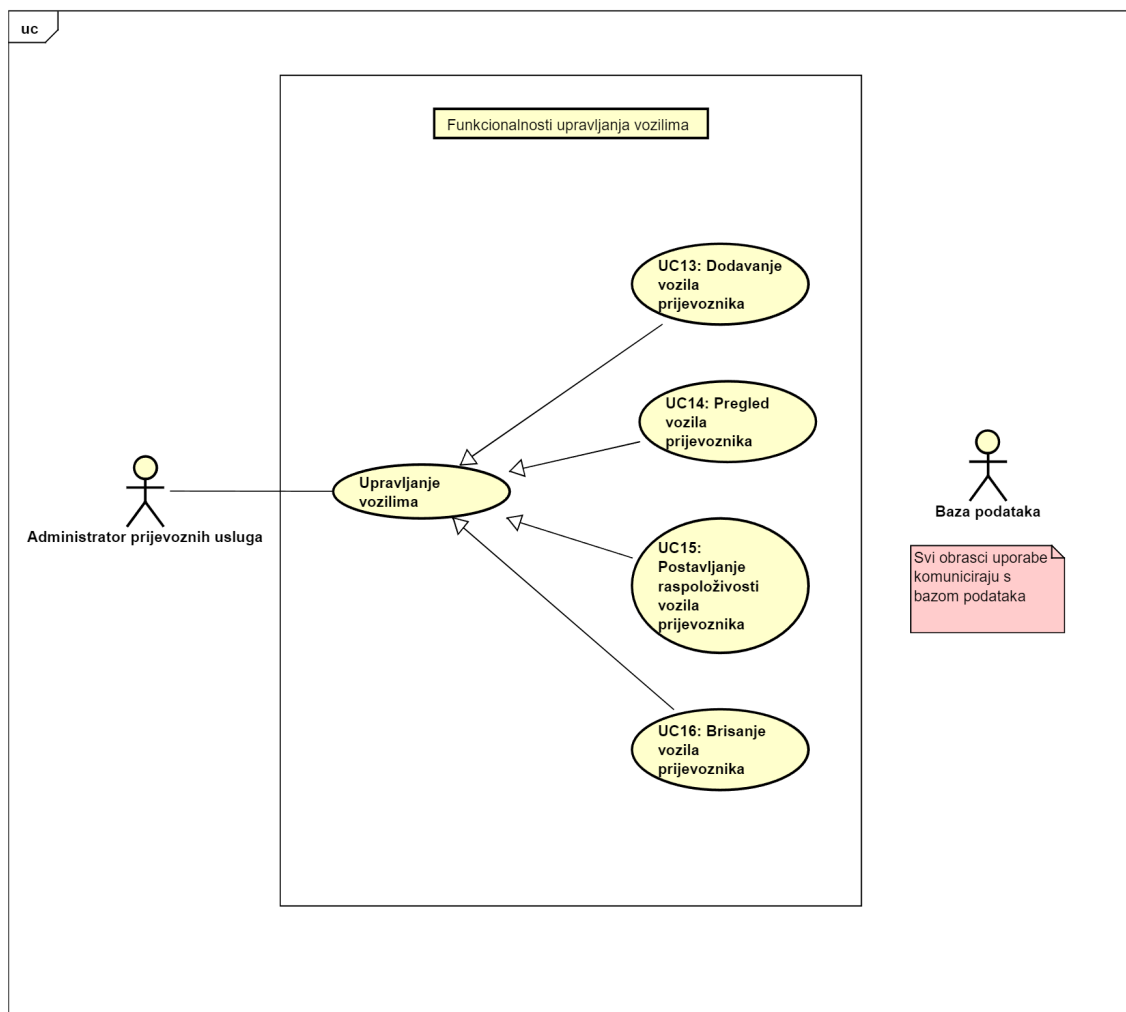 uc
Funkcionalnosti upravljanja vozilima
UC13: Dodavanje
vozila
prijevoznika
UC14: Pregled
vozila
prijevoznika
Upravljanje
vozilima
Administrator prijevoznih usluga
Baza podataka
UC15:
Postavljanje
raspoloživosti
vozila
prijevoznika
Svi obrasci uporabe
komuniciraju s
bazom podataka
UC16: Brisanje
vozila
prijevoznika